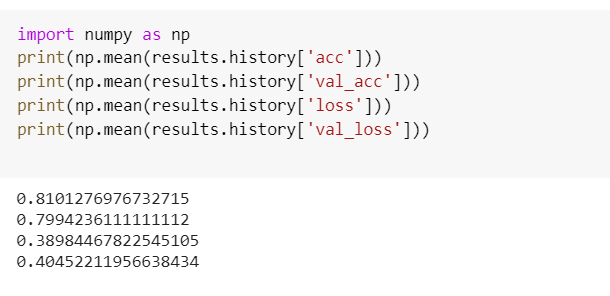 import numpy as np
print(np.mean(results.history['acc']))
print(np.mean(results.history['val_acc']))
print(np.mean(results.history['loss']))
print(np.mean(results.history['val_loss']))
0.8101276976732715
0.7994236111111112
0.38984467822545105
0.40452211956638434